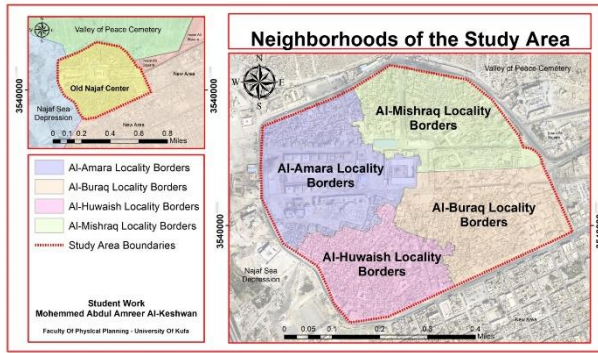 Neighborhoods of the Study Area
Valley of Peace Cemetery
N
Old Najaf Center
New Area
Najaf Sea
Depression
New Area
0 0.1 0.2 0.4 0.6 0.8
Miles
3540000
3540000
Al-Amara Locality Borders
Al-Buraq Locality Borders
Al-Huwaish Locality Borders
Al-Mishraq Locality Borders
Study Area Boundaries
Student Work
Mohemmed Abdul Amreer Al-Keshwan
Faculty Of Physical Planning - University Of Kufa
N
W E
S
Valley of Peace Cemetery
Al-Mishraq Locality
Borders
Al-Amara Locality
Borders
Al-Buraq Locality
Borders
Al-Huwaish Locality
Borders
Najaf Sea
Depression
New Area
3540000
3540000
0 0.05 0.1 0.2 0.3 0.4
Miles